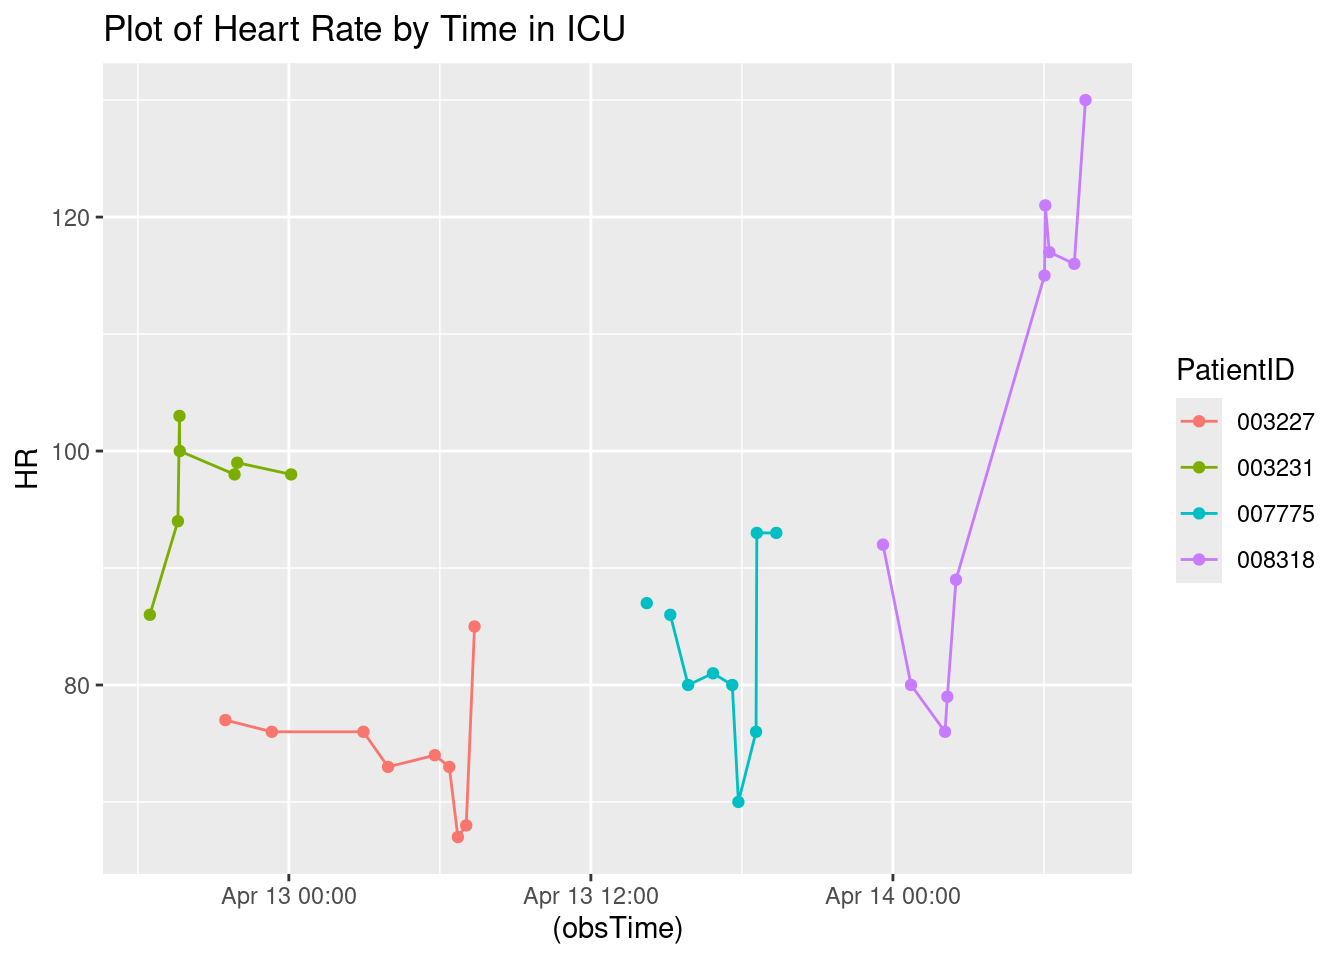 Plot of Heart Rate by Time in ICU
HR
120
100
80
Apr 13 00:00
Apr 13 12:00
Apr 14 00:00
(obsTime)
PatientID
003227
003231
007775
008318